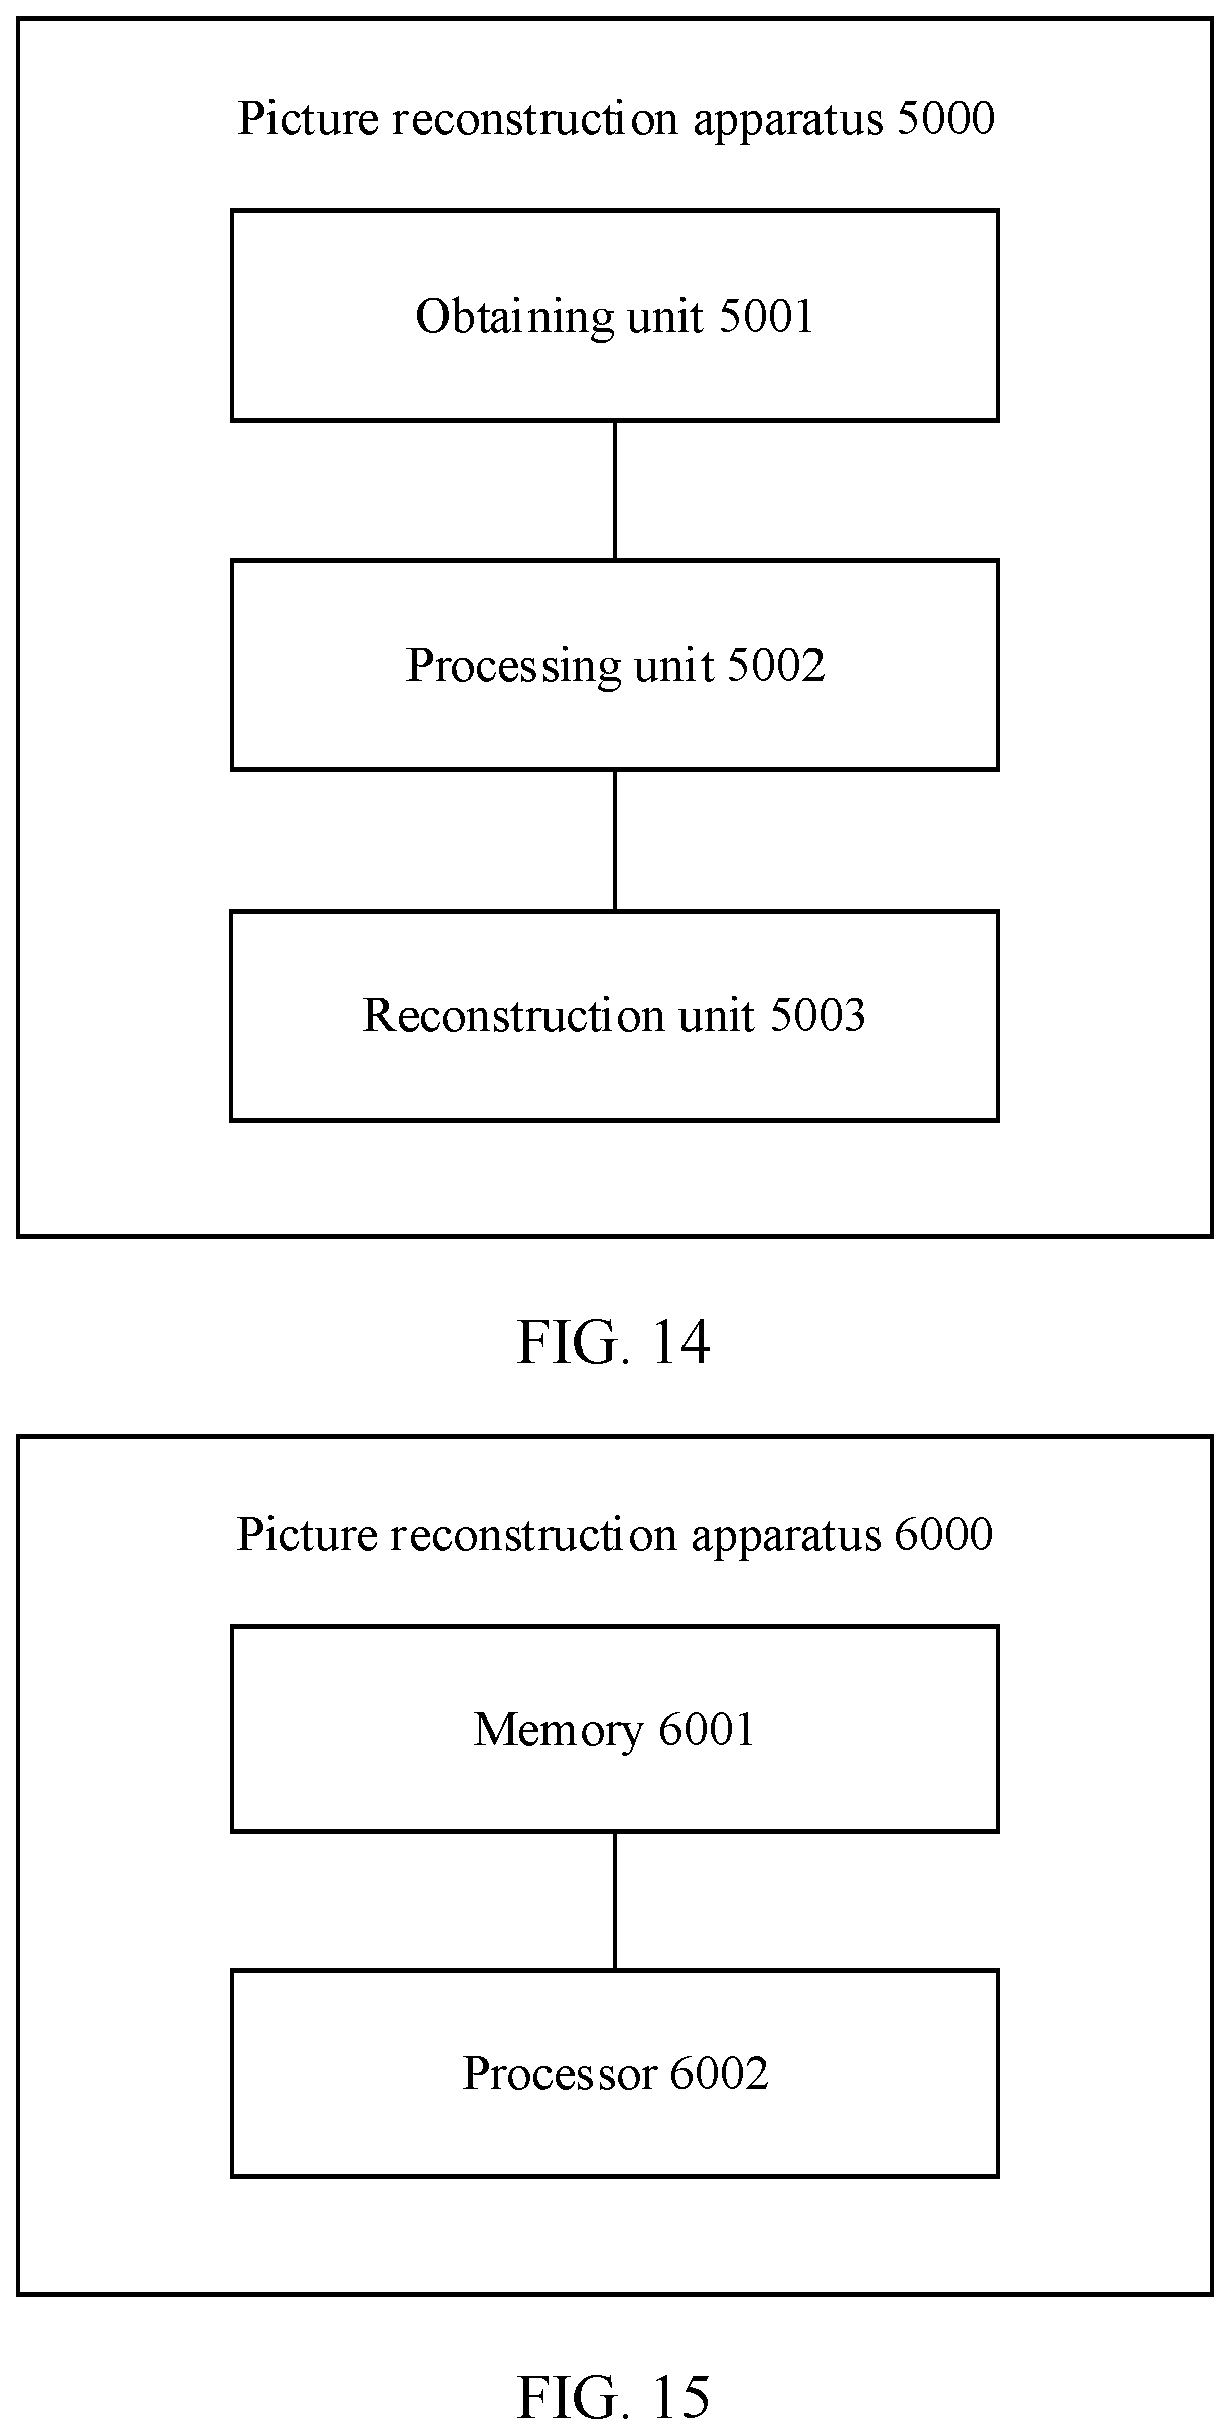 Picture reconstruction apparatus 5000
Obtaining unit 5001
Processing unit 5002
Reconstruction unit 5003
FIG. 14
Picture reconstruction apparatus 6000
Memory 6001
Processor 6002
FIG. 15